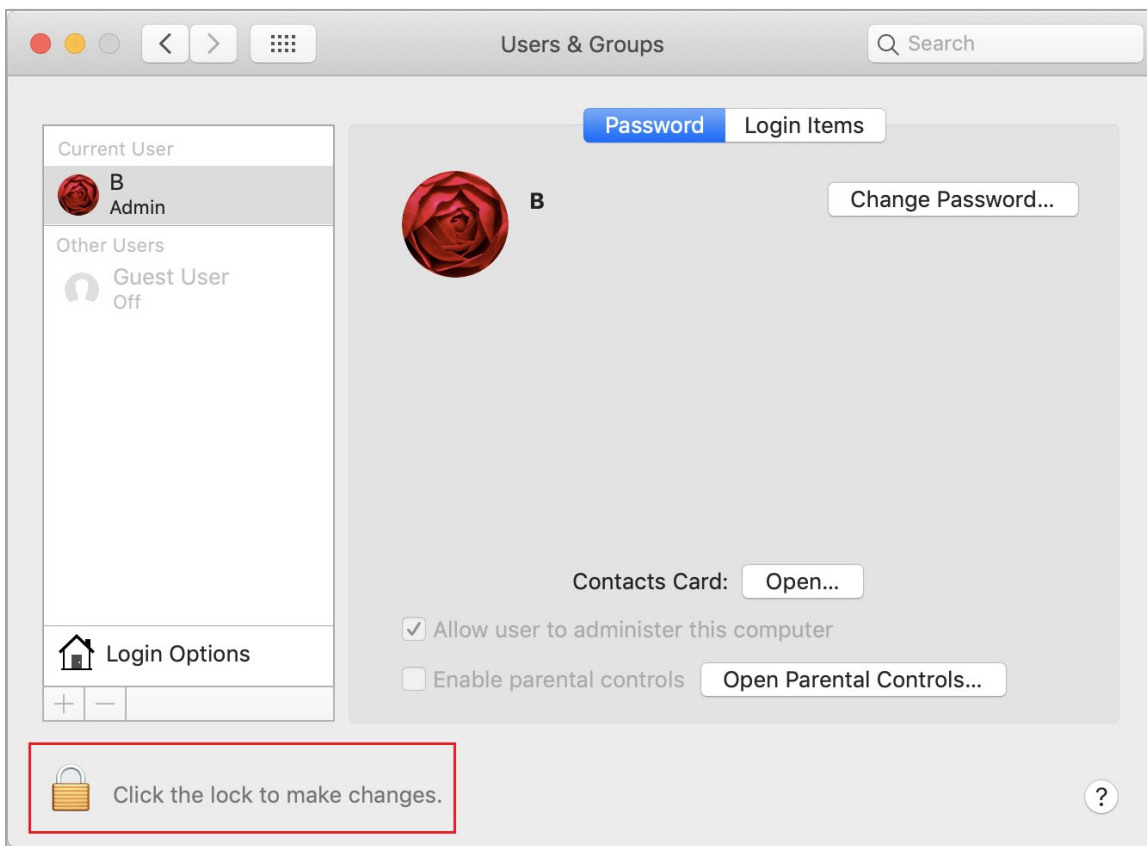 Users & Groups
Search
Password
Login Items
Current User
B
Admin
Other Users
Guest User
Off
Login Options
B
Change Password...
Contacts Card:
Open...
Allow user to administer this computer
Enable parental controls
Open Parental Controls...
Click the lock to make changes.
?